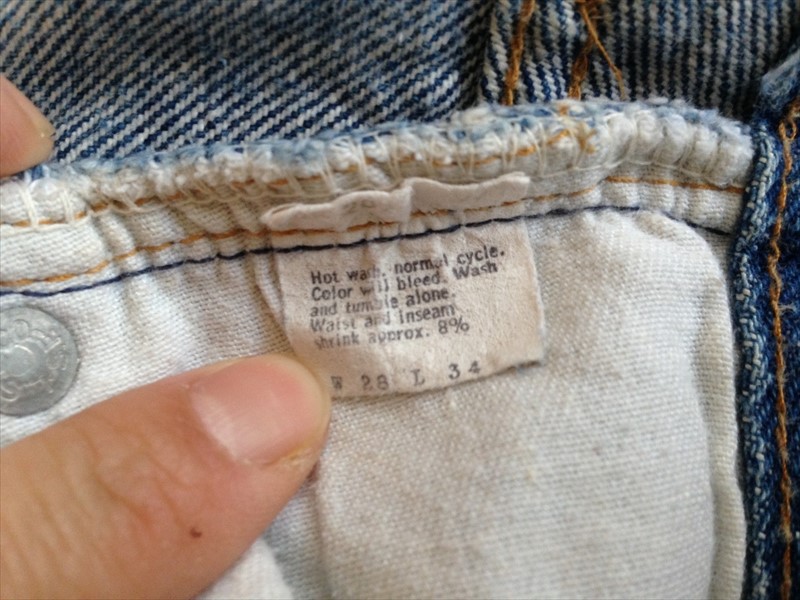 Hot wash. normal cycle.
Color will bleed. Wash
and tumble alone.
Waist and Inseam
shrink approx. 8%
W 28 L 34